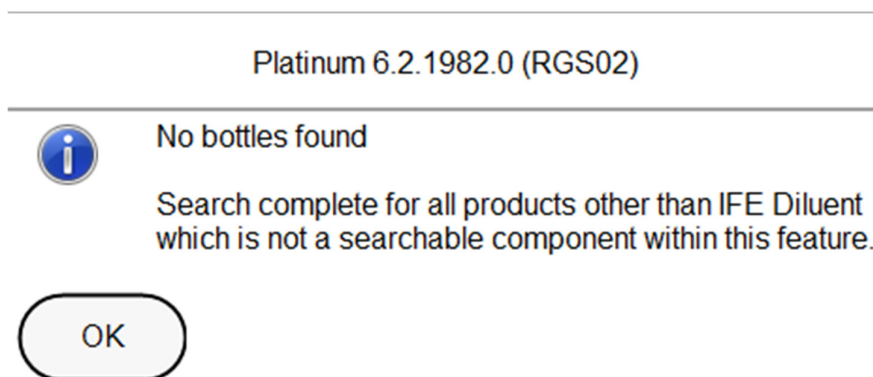 Platinum 6.2.1982.0 (RGS02)
No bottles found
Search complete for all products other than IFE Diluent
which is not a searchable component within this feature.
OK